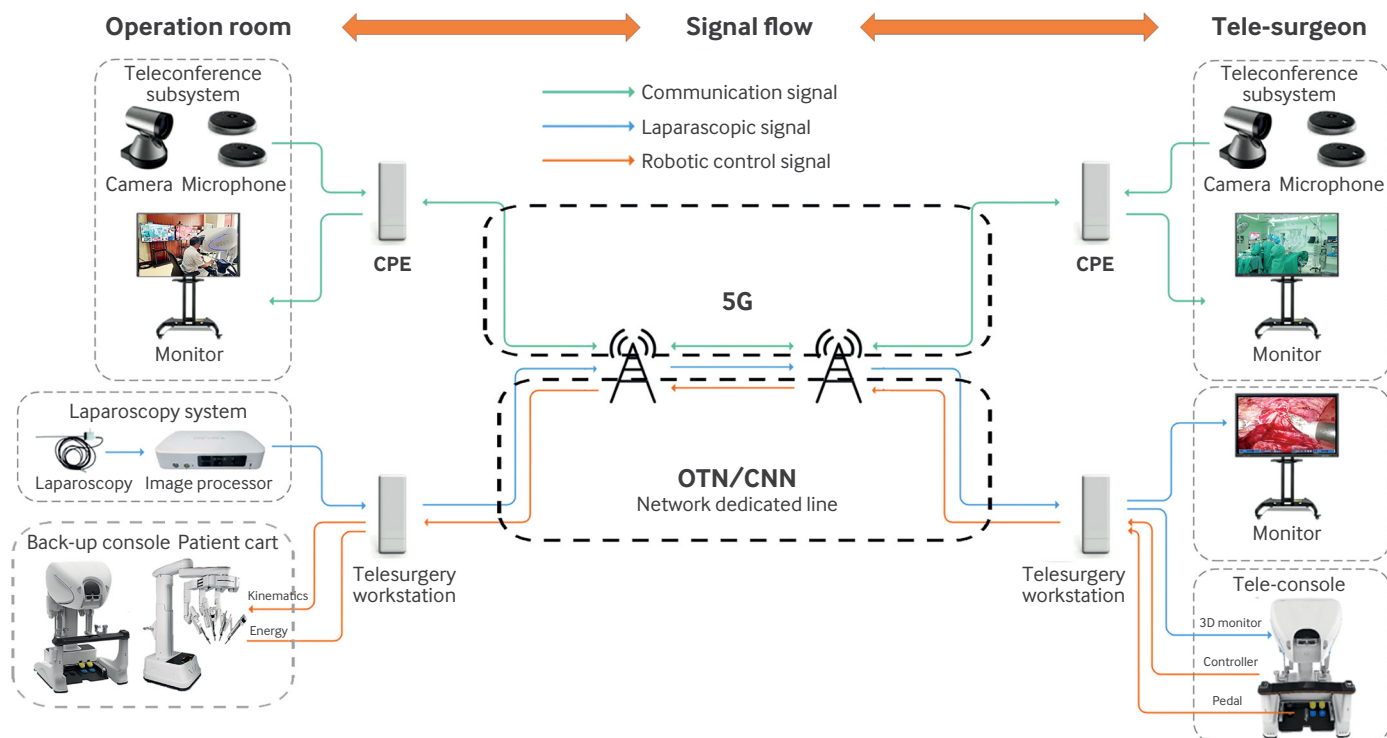 Operation room
Signal flow
Tele-surgeon
Teleconference
subsystem
Camera
Microphone
Monitor
CPE
Communication signal
Laparascopic signal
Robotic control signal
5G
CPE
Teleconference
subsystem
Camera
Microphone
Monitor
Laparoscopy system
Laparoscopy
Image processor
Back-up console
Patient cart
Kinematics
Energy
Telesurgery
workstation
OTN/CNN
Network dedicated line
Telesurgery
workstation
Monitor
Tele-console
3D monitor
Controller
Pedal